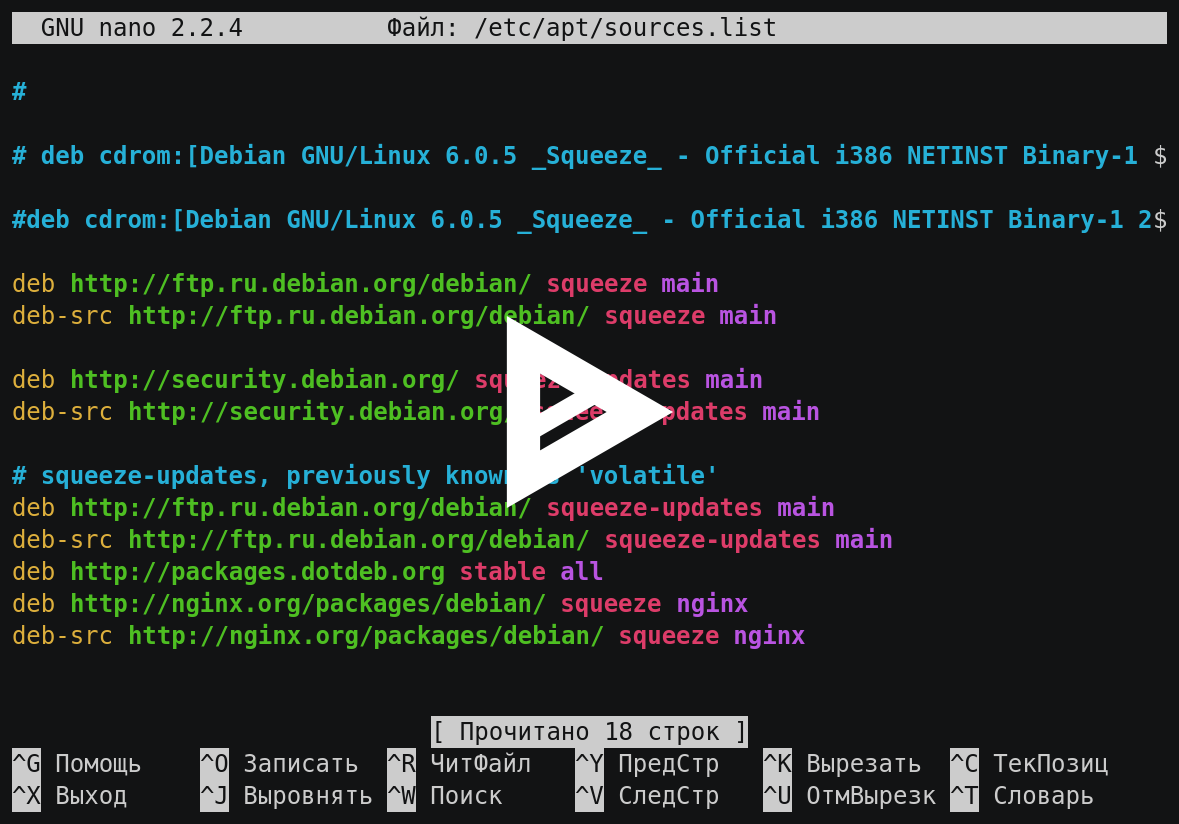 GNU nano 2.2.4 Файл: /etc/apt/sources.list
#
# deb cdrom:[Debian GNU/Linux 6.0.5 _Squeeze_ - Official i386 NETINST Binary-1 $
#deb cdrom:[Debian GNU/Linux 6.0.5 _Squeeze_ - Official i386 NETINST Binary-1 2$
deb http://ftp.ru.debian.org/debian/ squeeze main
deb-src http://ftp.ru.debian.org/debian/ squeeze main
deb http://security.debian.org/ squeeze/updates main
deb-src http://security.debian.org/ squeeze/updates main
# squeeze-updates, previously known as 'volatile'
deb http://ftp.ru.debian.org/debian/ squeeze-updates main
deb-src http://ftp.ru.debian.org/debian/ squeeze-updates main
deb http://packages.dotdeb.org stable all
deb http://nginx.org/packages/debian/ squeeze nginx
deb-src http://nginx.org/packages/debian/ squeeze nginx
[ Прочитано 18 строк ]
^G Помощь ^O Записать ^R ЧитФайл ^Y ПредСтр ^K Вырезать ^C ТекПозиц
^X Выход ^J Выровнять ^W Поиск ^V СледСтр ^U ОтмВырезк ^T Словарь